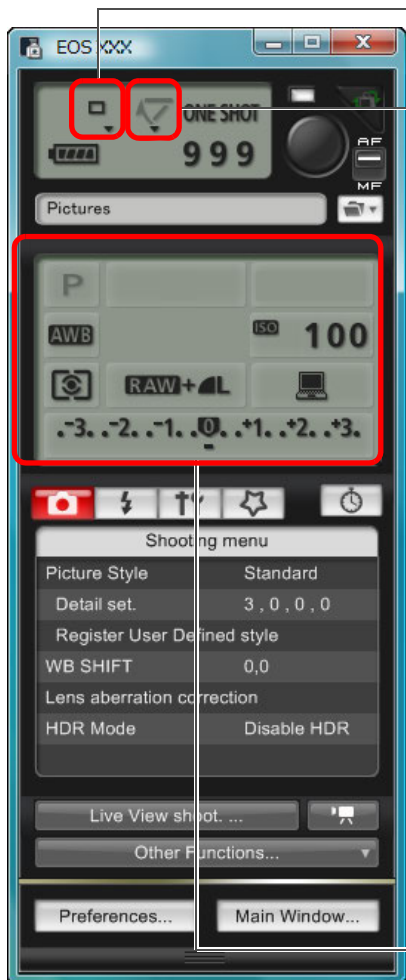 EOS XXX
ONE SHOT
999
AF
MF
Pictures
P
AWB
ISO 100
RAW+L
.-3. .-2. .-1. .0. .+1. .+2. .+3.
Shooting menu
Picture Style Standard
Detail set. 3 , 0 , 0 , 0
Register User Defined style
WB SHIFT 0,0
Lens aberration correction
HDR Mode Disable HDR
Live View shoot. ...
Other Functions...
Preferences... Main Window...